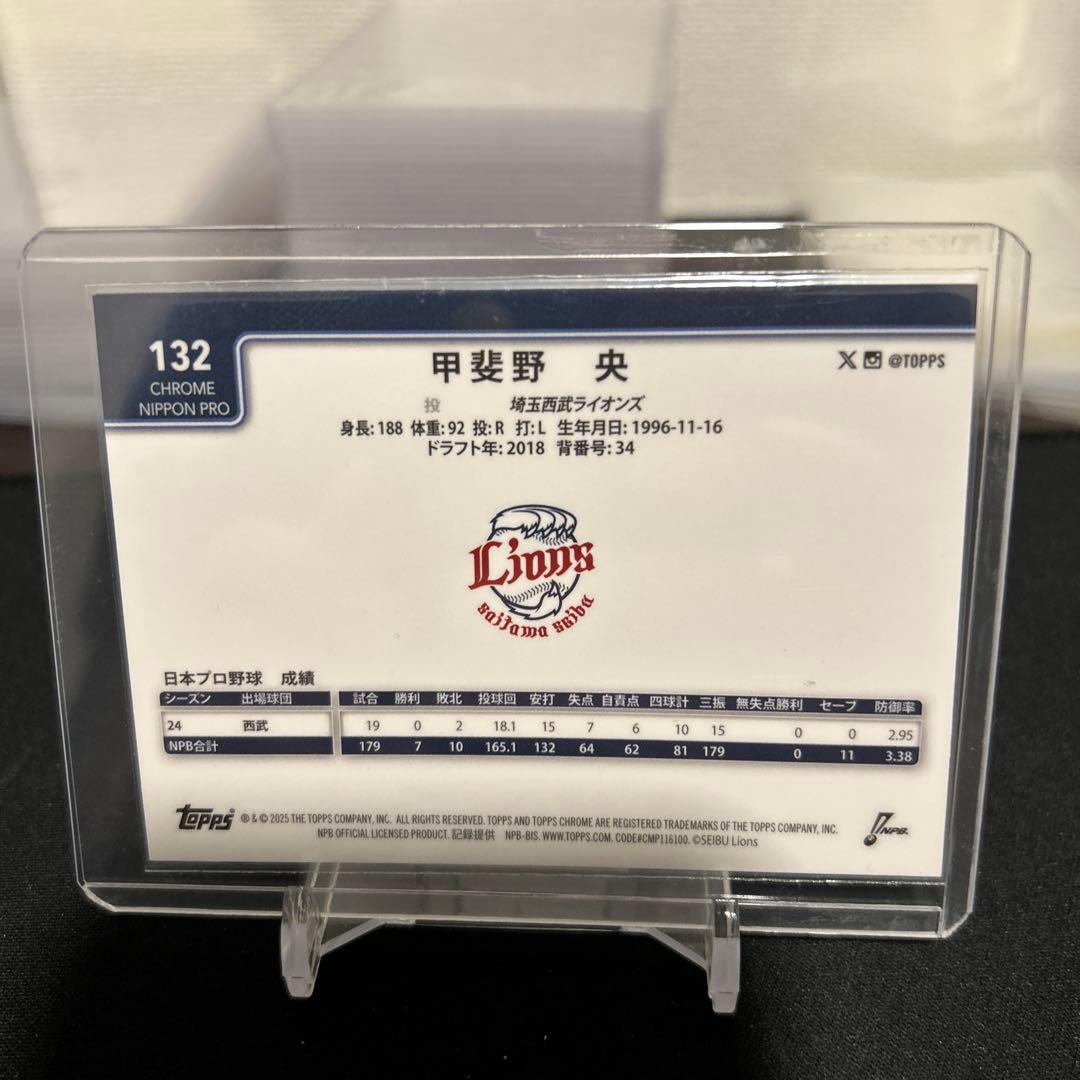 132
CHROME
NIPPON PRO
甲斐野 央
X @TOPPS
投 埼玉西武ライオンズ
身長: 188 体重: 92 投: R 打: L 生年月日: 1996-11-16
ドラフト年: 2018 背番号: 34
Lions
saitama seibu
日本プロ野球 成績
シーズン 出場球団 試合 勝利 敗北 投球回 安打 失点 自責点 四球計 三振 無失点勝利 セーブ 防御率
24 西武 19 0 2 18.1 15 7 6 10 15 0 0 2.95
NPB合計 179 7 10 165.1 132 64 62 81 179 0 11 3.38
topps ® & © 2025 THE TOPPS COMPANY, INC. ALL RIGHTS RESERVED. TOPPS AND TOPPS CHROME ARE REGISTERED TRADEMARKS OF THE TOPPS COMPANY, INC.
NPB OFFICIAL LICENSED PRODUCT. 記録提供 NPB-BIS. WWW.TOPPS.COM. CODE#CMP116100. ©SEIBU Lions
NPB